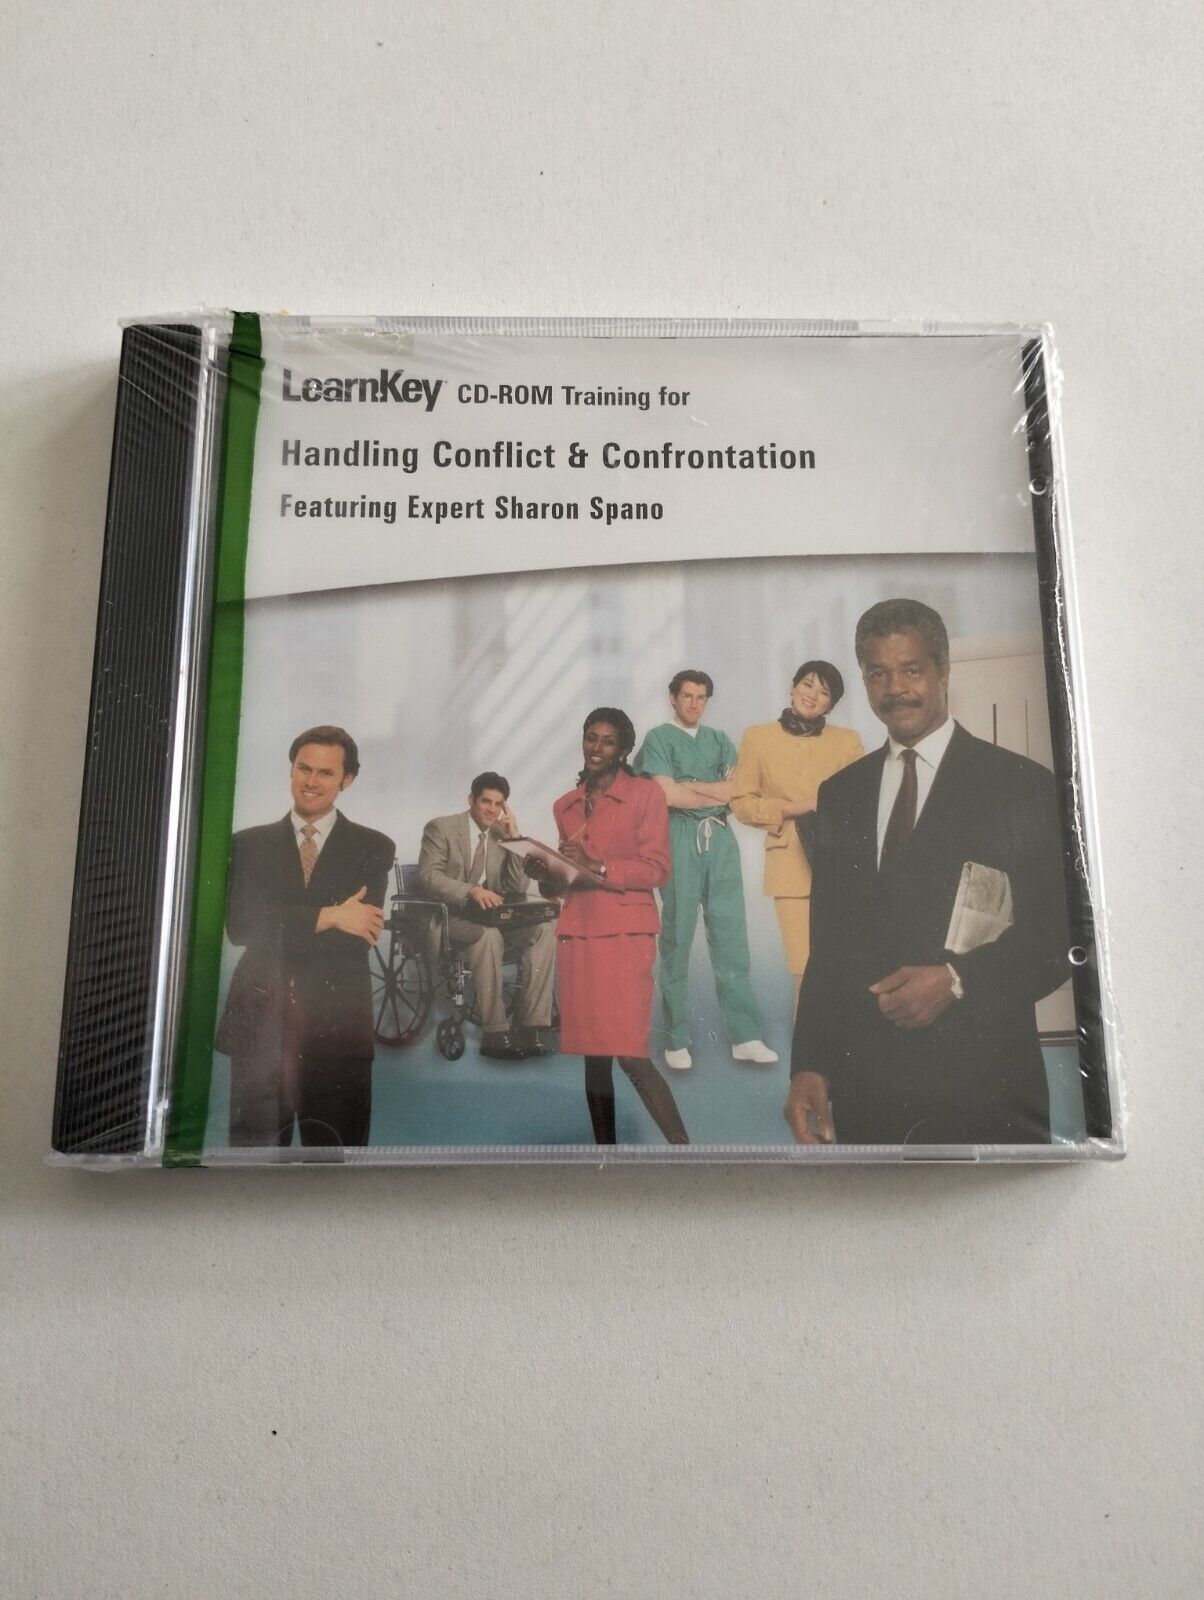 LearnKey CD-ROM Training for
Handling Conflict & Confrontation
Featuring Expert Sharon Spano